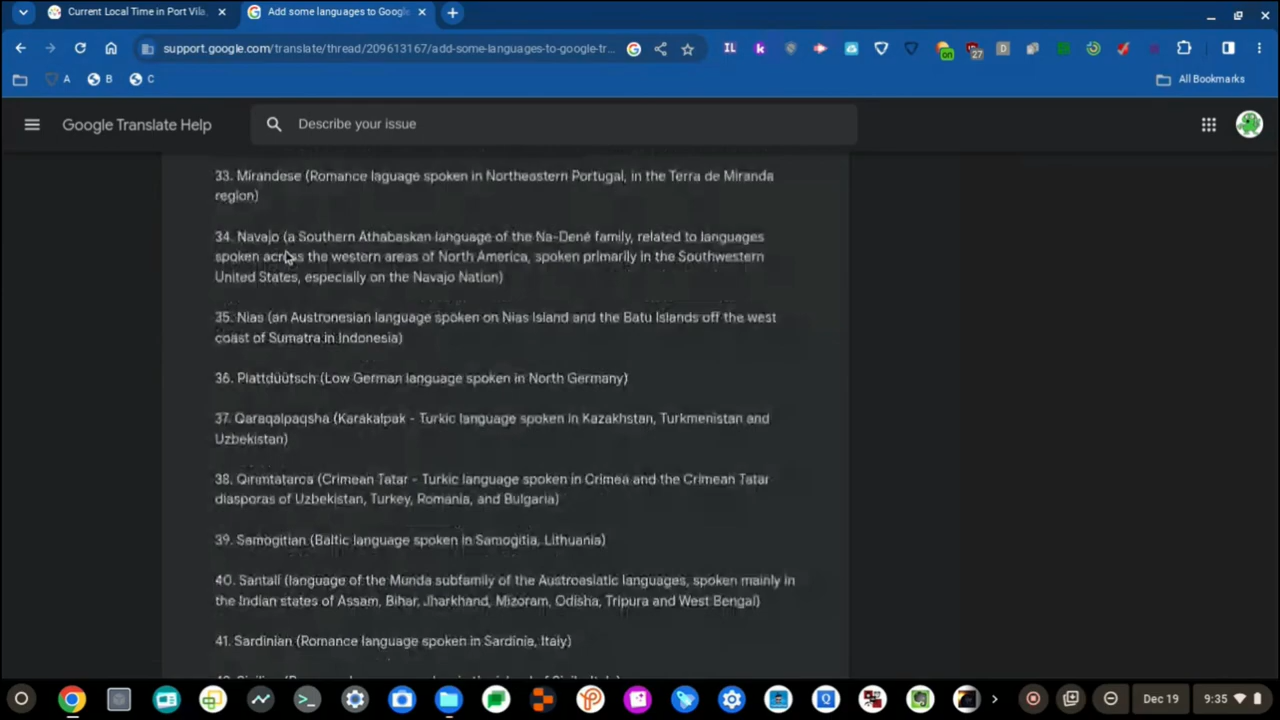 Current Local Time in Port Vila,
Add some languages to Google
support.google.com/translate/thread/209613167/add-some-languages-to-google-tr...
IL
k
on
27
D
A
B
C
All Bookmarks
Google Translate Help
Describe your issue
33. Mirandese (Romance laguage spoken in Northeastern Portugal, in the Terra de Miranda
region)
34. Navajo (a Southern Athabaskan language of the Na-Dené family, related to languages
spoken across the western areas of North America, spoken primarily in the Southwestern
United States, especially on the Navajo Nation)
35. Nias (an Austronesian language spoken on Nias Island and the Batu Islands off the west
coast of Sumatra in Indonesia)
36. Plattdüütsch (Low German language spoken in North Germany)
37. Qaraqalpaqsha (Karakalpak - Turkic language spoken in Kazakhstan, Turkmenistan and
Uzbekistan)
38. Qırımtatarca (Crimean Tatar - Turkic language spoken in Crimea and the Crimean Tatar
diasporas of Uzbekistan, Turkey, Romania, and Bulgaria)
39. Samogitian (Baltic language spoken in Samogitia, Lithuania)
40. Santali (language of the Munda subfamily of the Austroasiatic languages, spoken mainly in
the Indian states of Assam, Bihar, Jharkhand, Mizoram, Odisha, Tripura and West Bengal)
41. Sardinian (Romance language spoken in Sardinia, Italy)
Dec 19
9:35